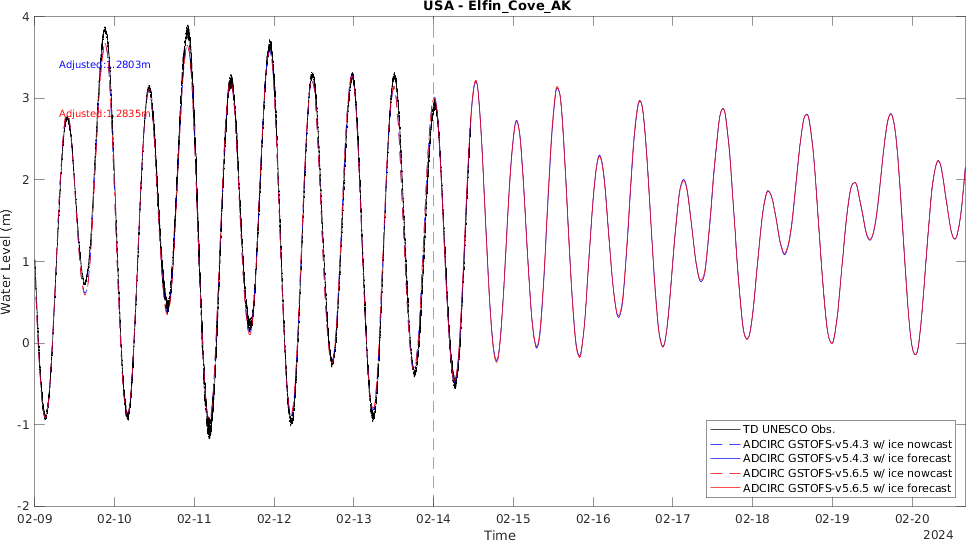 USA - Elfin_Cove_AK
4
3
2
1
0
-1
-2
Water Level (m)
Adjusted:1.2803m
Adjusted:1.2835m
TD UNESCO Obs.
ADCIRC GSTOFS-v5.4.3 w/ ice nowcast
ADCIRC GSTOFS-v5.4.3 w/ ice forecast
ADCIRC GSTOFS-v5.6.5 w/ ice nowcast
ADCIRC GSTOFS-v5.6.5 w/ ice forecast
02-09 02-10 02-11 02-12 02-13 02-14 02-15 02-16 02-17 02-18 02-19 02-20
Time
2024